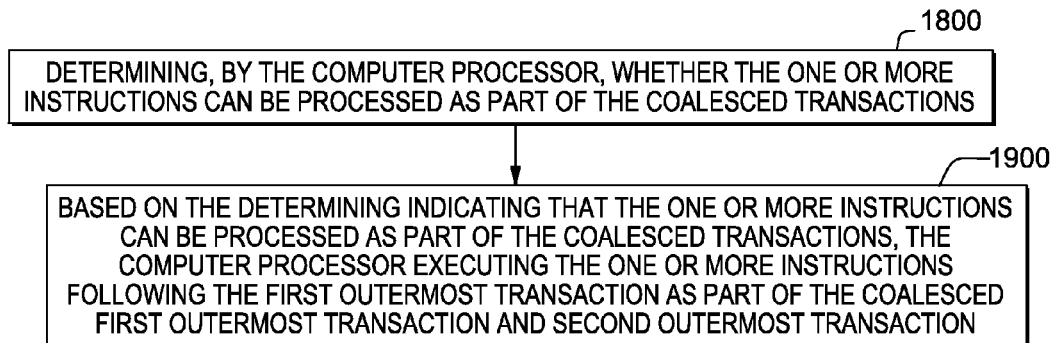 1800
DETERMINING, BY THE COMPUTER PROCESSOR, WHETHER THE ONE OR MORE
INSTRUCTIONS CAN BE PROCESSED AS PART OF THE COALESCED TRANSACTIONS
1900
BASED ON THE DETERMINING INDICATING THAT THE ONE OR MORE INSTRUCTIONS
CAN BE PROCESSED AS PART OF THE COALESCED TRANSACTIONS, THE
COMPUTER PROCESSOR EXECUTING THE ONE OR MORE INSTRUCTIONS
FOLLOWING THE FIRST OUTERMOST TRANSACTION AS PART OF THE COALESCED
FIRST OUTERMOST TRANSACTION AND SECOND OUTERMOST TRANSACTION